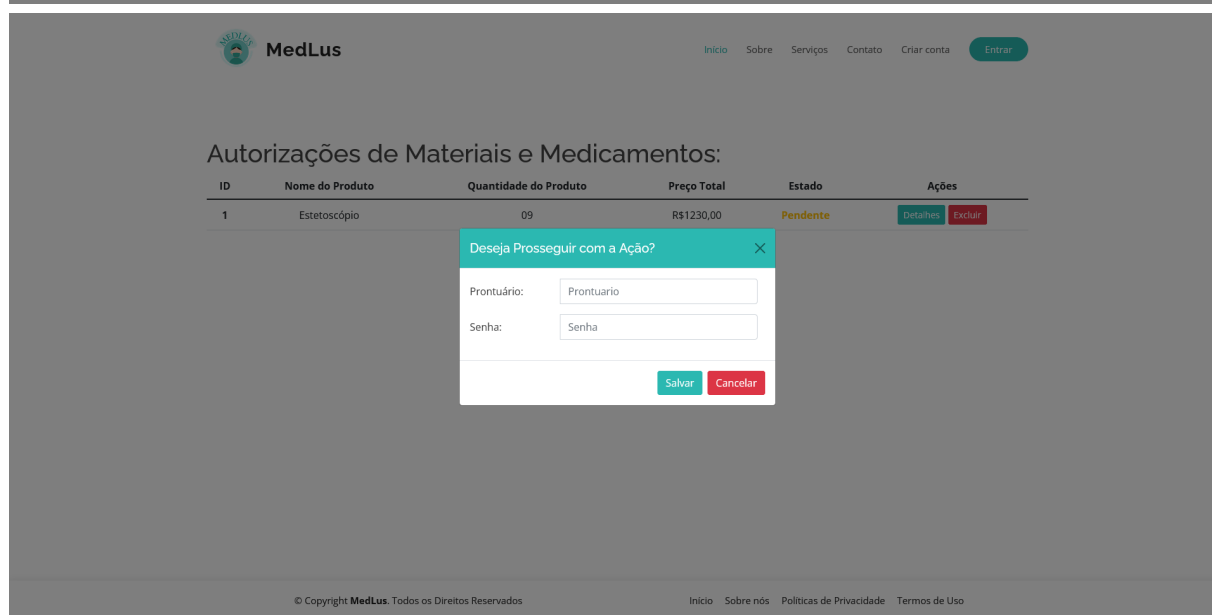 MEDLUS
MedLus
Início Sobre Serviços Contato Criar conta Entrar
Autorizações de Materiais e Medicamentos:
ID Nome do Produto Quantidade do Produto Preço Total Estado Ações
1 Estetoscópio 09 R$1230,00 Pendente Detalhes Excluir
Deseja Prosseguir com a Ação?
Prontuário: Prontuario
Senha: Senha
Salvar Cancelar
© Copyright MedLus. Todos os Direitos Reservados Início Sobre nós Políticas de Privacidade Termos de Uso